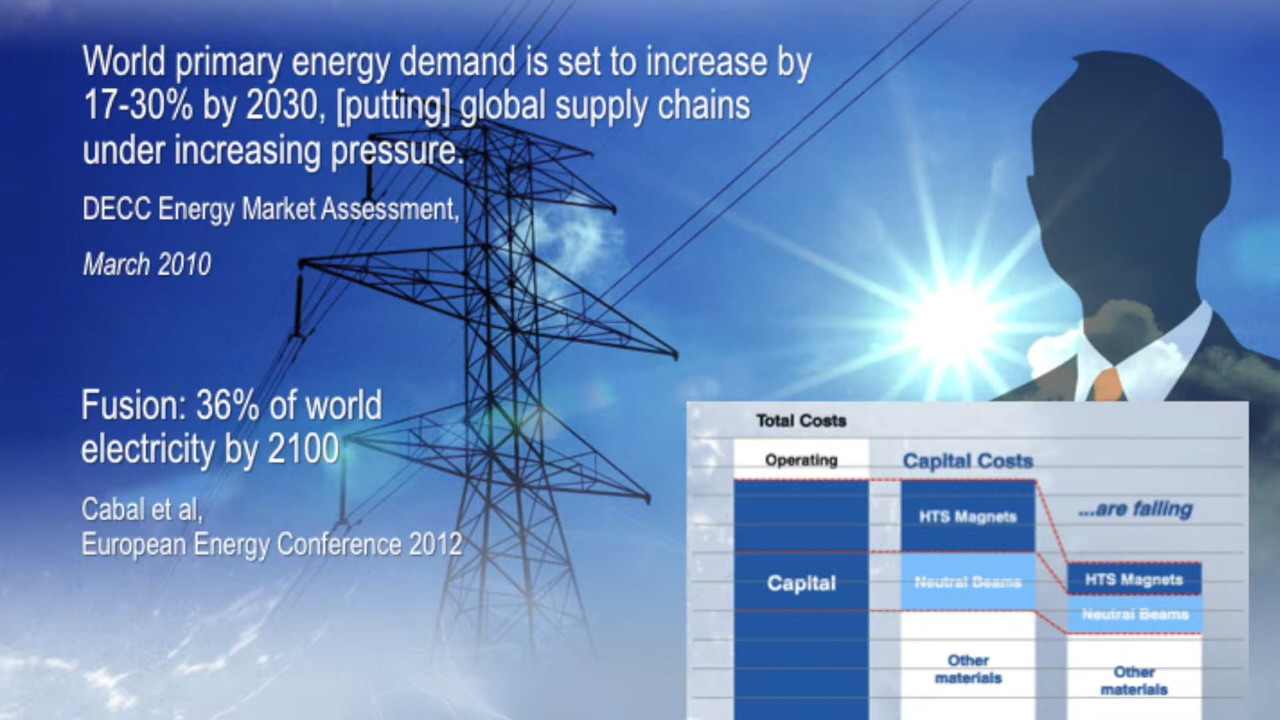 World primary energy demand is set to increase by
17-30% by 2030, [putting] global supply chains
under increasing pressure.
DECC Energy Market Assessment,
March 2010
Fusion: 36% of world
electricity by 2100
Cabal et al,
European Energy Conference 2012
Total Costs
Operating
Capital
Capital Costs
HTS Magnets
Neutral Beams
Other
materials
...are falling
HTS Magnets
Neutral Beams
Other
materials